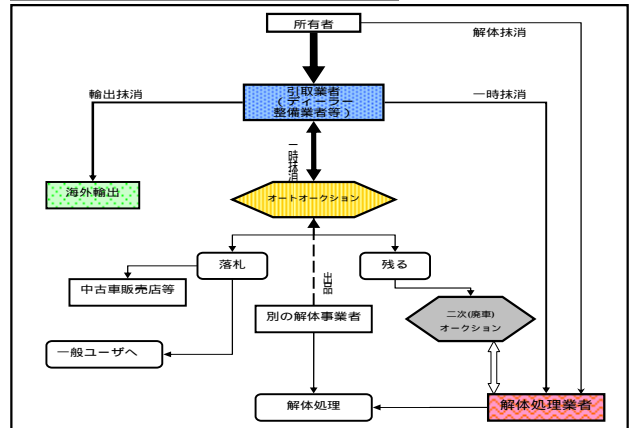 所有者
解体抹消
引取業者
(ディーラー
整備業者等)
輸出抹消
一時抹消
一時抹消
海外輸出
オートオークション
落札
残る
出品
中古車販売店等
別の解体事業者
二次(廃車)
オークション
一般ユーザへ
解体処理
解体処理業者